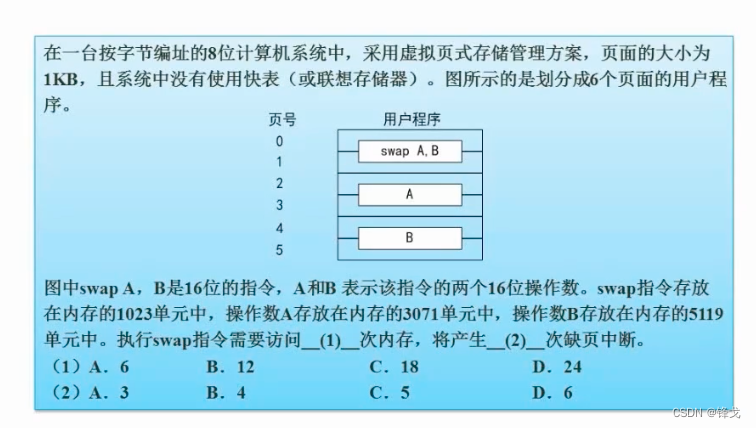 在一台按字节编址的8位计算机系统中，采用虚拟页式存储管理方案，页面的大小为
1KB，且系统中没有使用快表（或联想存储器）。图所示的是划分成6个页面的用户程
序。
页号 用户程序
0
swap A,B
1
2
A
3
4
B
5
图中swap A，B是16位的指令，A和B 表示该指令的两个16位操作数。swap指令存放
在内存的1023单元中，操作数A存放在内存的3071单元中，操作数B存放在内存的5119
单元中。执行swap指令需要访问__(1)__次内存，将产生__(2)__次缺页中断。
（1）A．6 B．12 C．18 D．24
（2）A．3 B．4 C．5 D．6
CSDN @锋戈